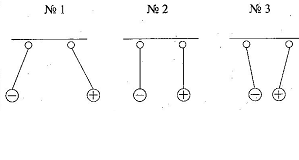 № 1 № 2 № 3
− + − + − +